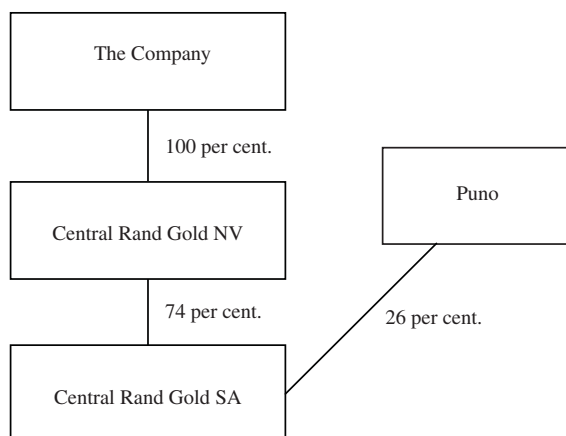 The Company
100 per cent.
Puno
Central Rand Gold NV
74 per cent.
26 per cent.
Central Rand Gold SA